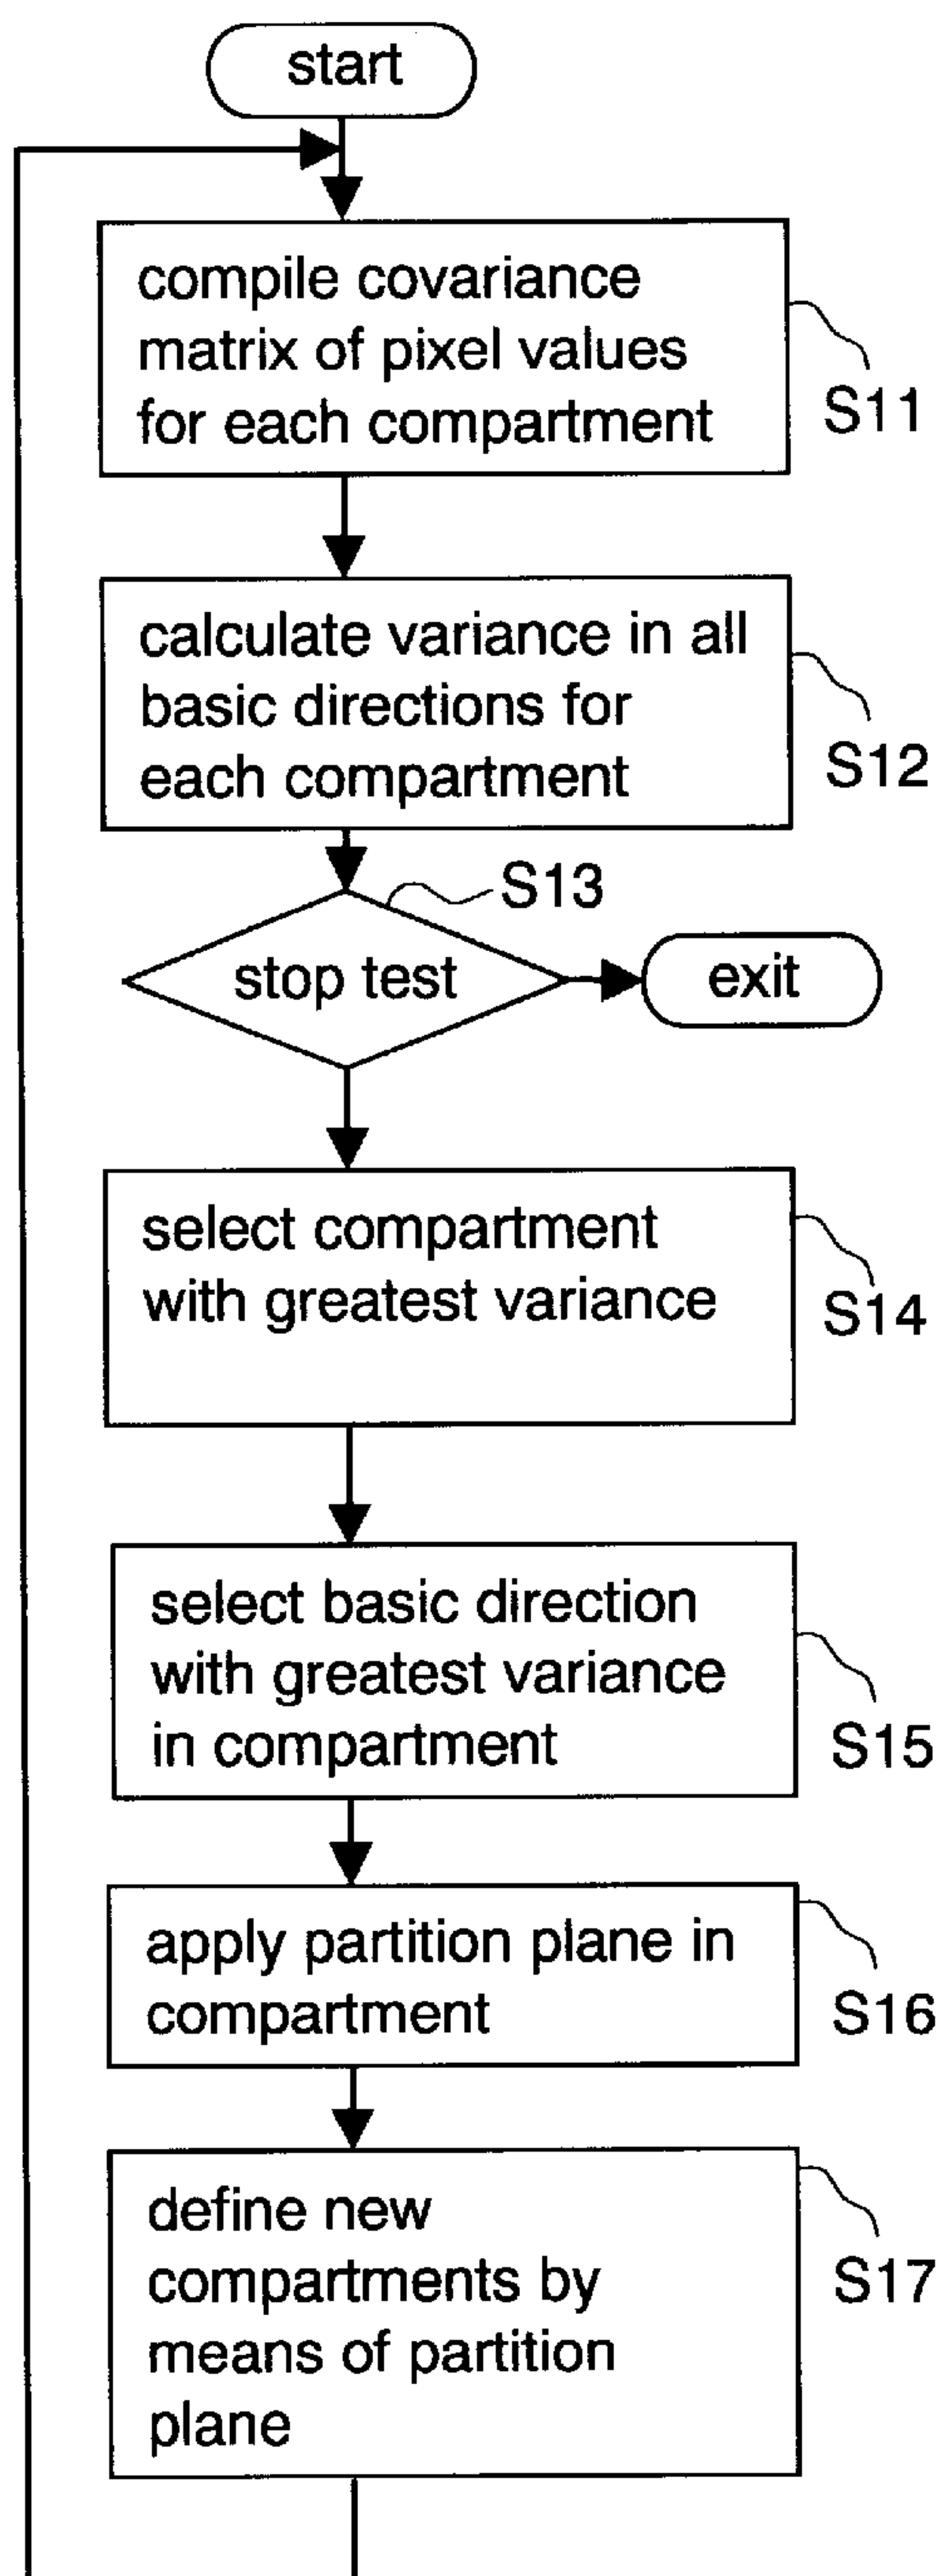 start
compile covariance
matrix of pixel values
for each compartment
S11
calculate variance in all
basic directions for
each compartment
S12
S13
stop test
exit
select compartment
with greatest variance
S14
select basic direction
with greatest variance
in compartment
S15
apply partition plane in
compartment
S16
define new
compartments by
means of partition
plane
S17